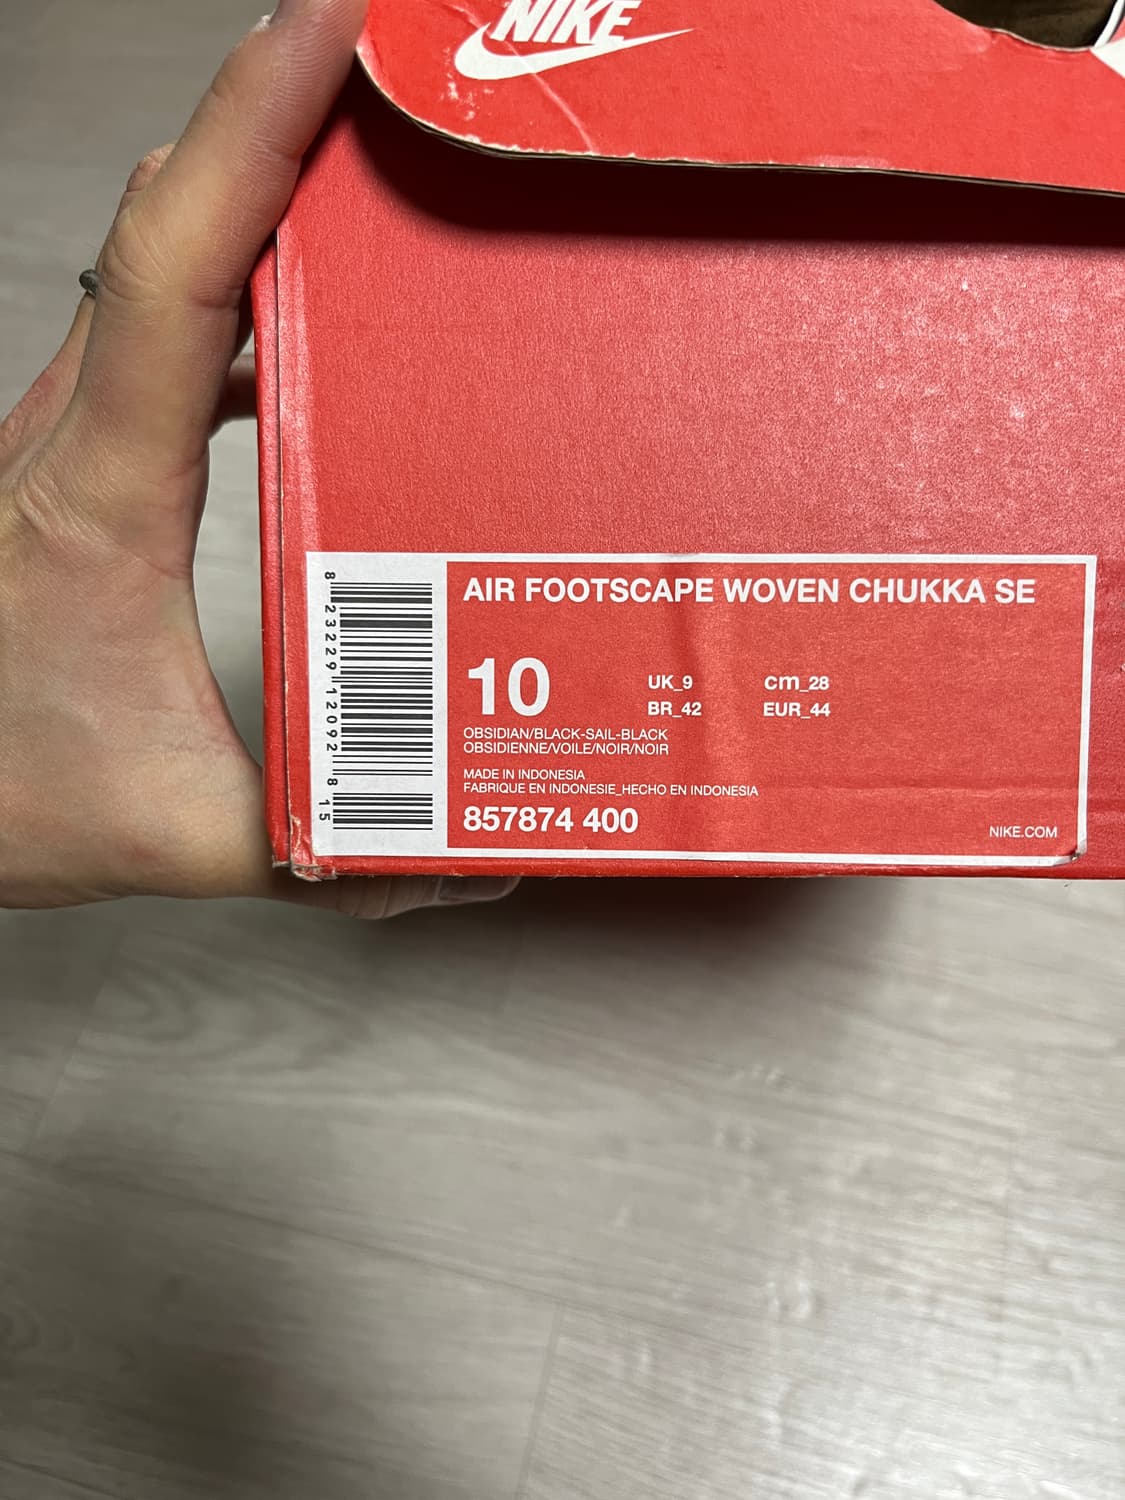 NIKE
AIR FOOTSCAPE WOVEN CHUKKA SE
10
UK_9 cm_28
BR_42 EUR_44
OBSIDIAN/BLACK-SAIL-BLACK
OBSIDIENNE/VOILE/NOIR/NOIR
MADE IN INDONESIA
FABRIQUE EN INDONESIE_HECHO EN INDONESIA
857874 400
NIKE.COM
8 23229 12092 8 15